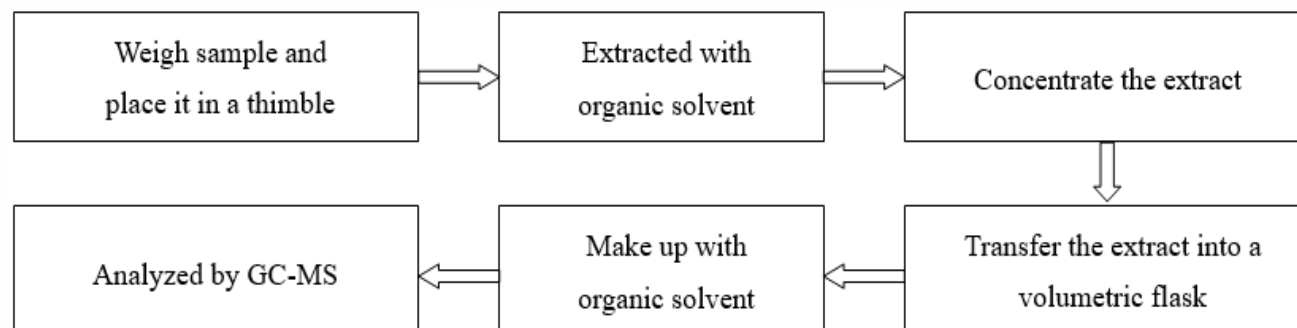 Weigh sample and
place it in a thimble
Extracted with
organic solvent
Concentrate the extract
Transfer the extract into a
volumetric flask
Make up with
organic solvent
Analyzed by GC-MS